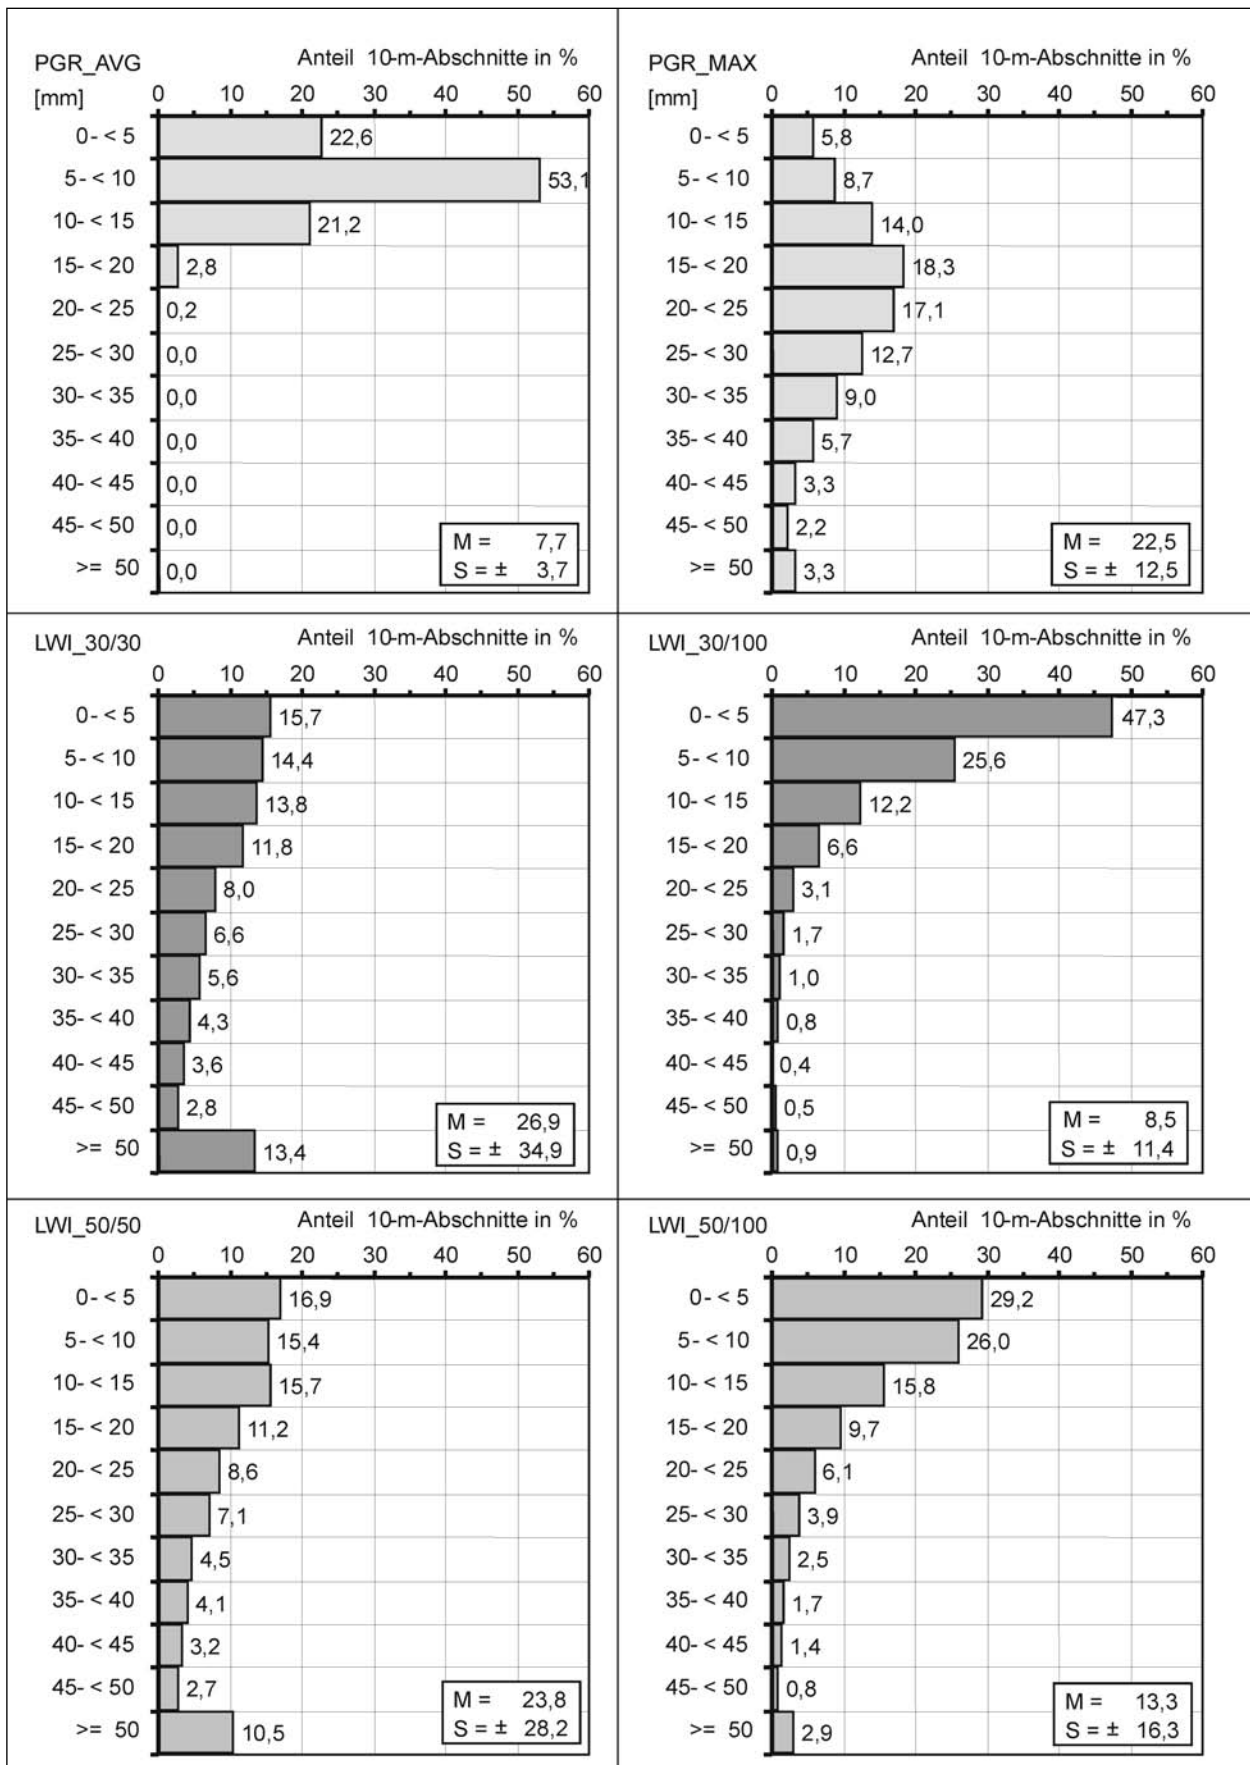 PGR_AVG Anteil 10-m-Abschnitte in %
[mm] 0 10 20 30 40 50 60
0- < 5 22,6
5- < 10 53,1
10- < 15 21,2
15- < 20 2,8
20- < 25 0,2
25- < 30 0,0
30- < 35 0,0
35- < 40 0,0
40- < 45 0,0
45- < 50 0,0
>= 50 0,0
M = 7,7
S = ± 3,7
PGR_MAX Anteil 10-m-Abschnitte in %
[mm] 0 10 20 30 40 50 60
0- < 5 5,8
5- < 10 8,7
10- < 15 14,0
15- < 20 18,3
20- < 25 17,1
25- < 30 12,7
30- < 35 9,0
35- < 40 5,7
40- < 45 3,3
45- < 50 2,2
>= 50 3,3
M = 22,5
S = ± 12,5
LWI_30/30 Anteil 10-m-Abschnitte in %
0 10 20 30 40 50 60
0- < 5 15,7
5- < 10 14,4
10- < 15 13,8
15- < 20 11,8
20- < 25 8,0
25- < 30 6,6
30- < 35 5,6
35- < 40 4,3
40- < 45 3,6
45- < 50 2,8
>= 50 13,4
M = 26,9
S = ± 34,9
LWI_30/100 Anteil 10-m-Abschnitte in %
0 10 20 30 40 50 60
0- < 5 47,3
5- < 10 25,6
10- < 15 12,2
15- < 20 6,6
20- < 25 3,1
25- < 30 1,7
30- < 35 1,0
35- < 40 0,8
40- < 45 0,4
45- < 50 0,5
>= 50 0,9
M = 8,5
S = ± 11,4
LWI_50/50 Anteil 10-m-Abschnitte in %
0 10 20 30 40 50 60
0- < 5 16,9
5- < 10 15,4
10- < 15 15,7
15- < 20 11,2
20- < 25 8,6
25- < 30 7,1
30- < 35 4,5
35- < 40 4,1
40- < 45 3,2
45- < 50 2,7
>= 50 10,5
M = 23,8
S = ± 28,2
LWI_50/100 Anteil 10-m-Abschnitte in %
0 10 20 30 40 50 60
0- < 5 29,2
5- < 10 26,0
10- < 15 15,8
15- < 20 9,7
20- < 25 6,1
25- < 30 3,9
30- < 35 2,5
35- < 40 1,7
40- < 45 1,4
45- < 50 0,8
>= 50 2,9
M = 13,3
S = ± 16,3